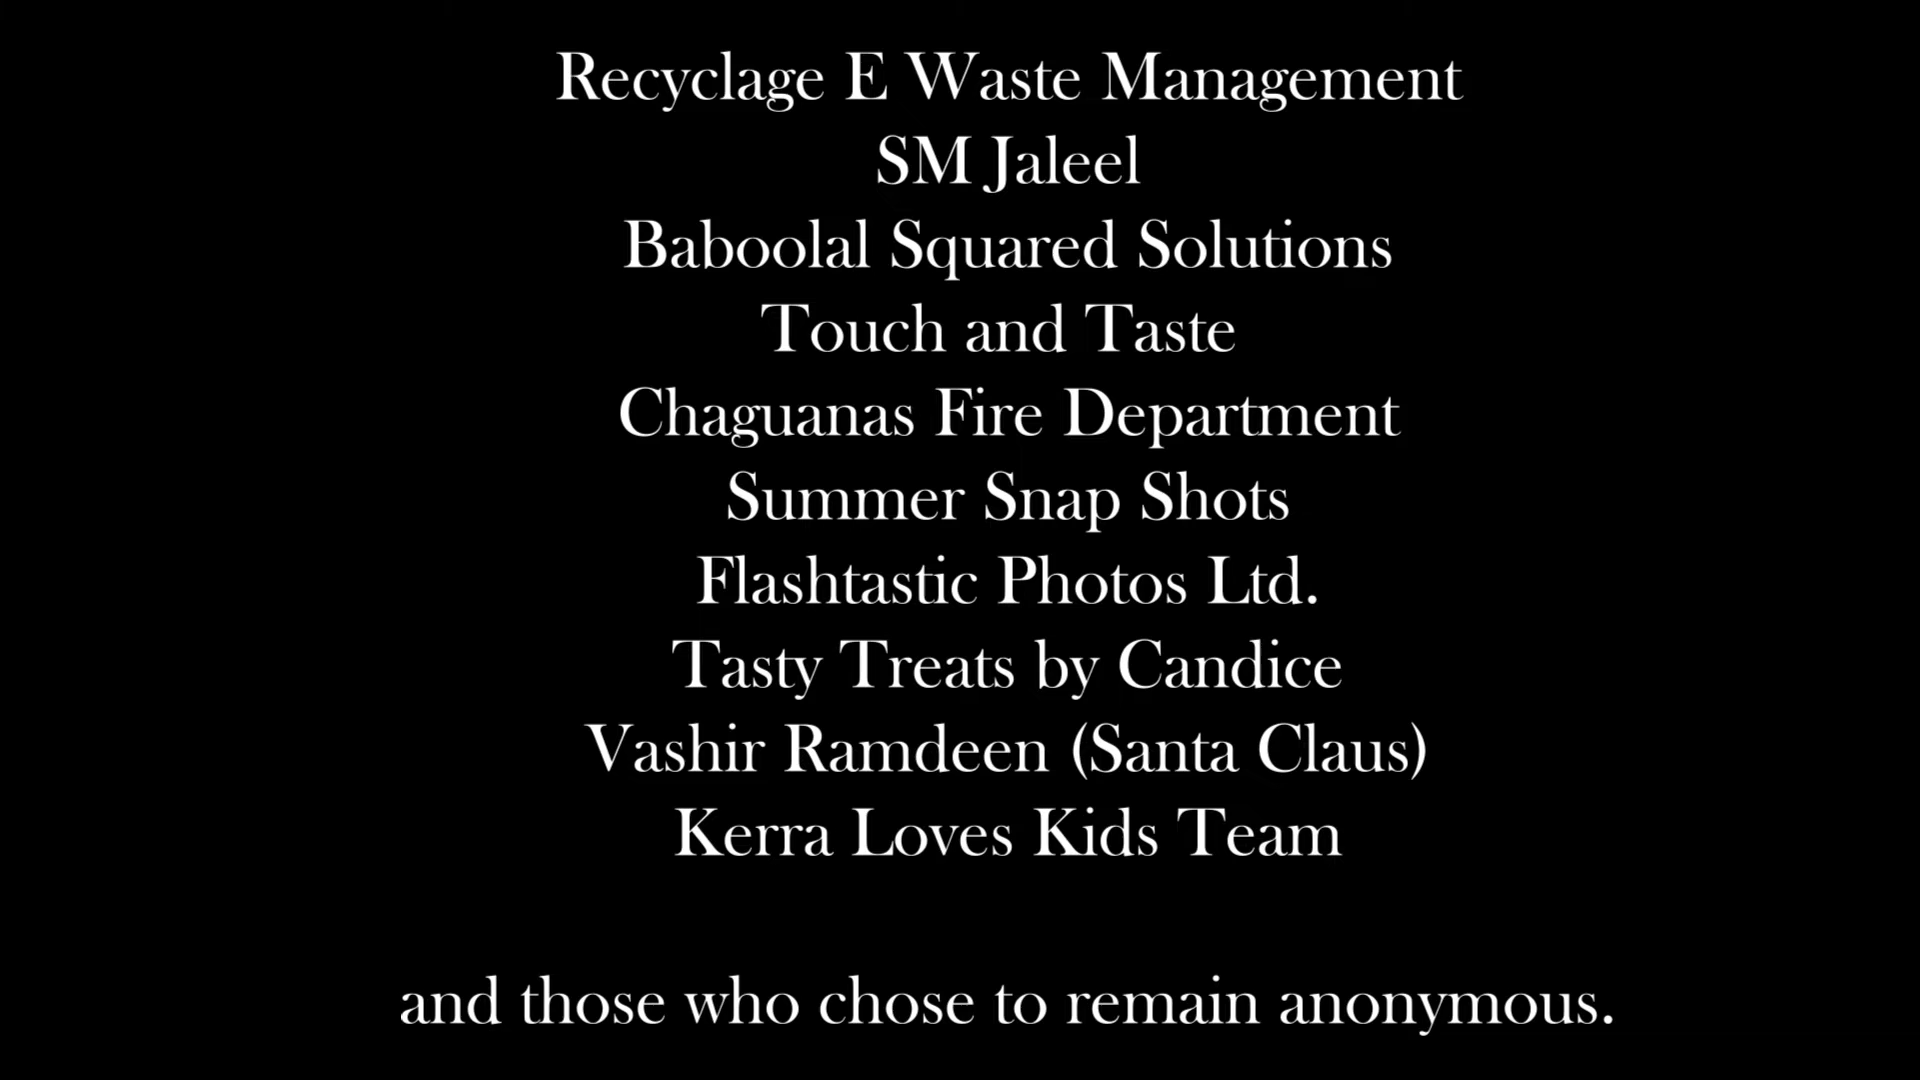 Recyclage E Waste Management
SM Jaleel
Baboolal Squared Solutions
Touch and Taste
Chaguanas Fire Department
Summer Snap Shots
Flashtastic Photos Ltd.
Tasty Treats by Candice
Vashir Ramdeen (Santa Claus)
Kerra Loves Kids Team
and those who chose to remain anonymous.